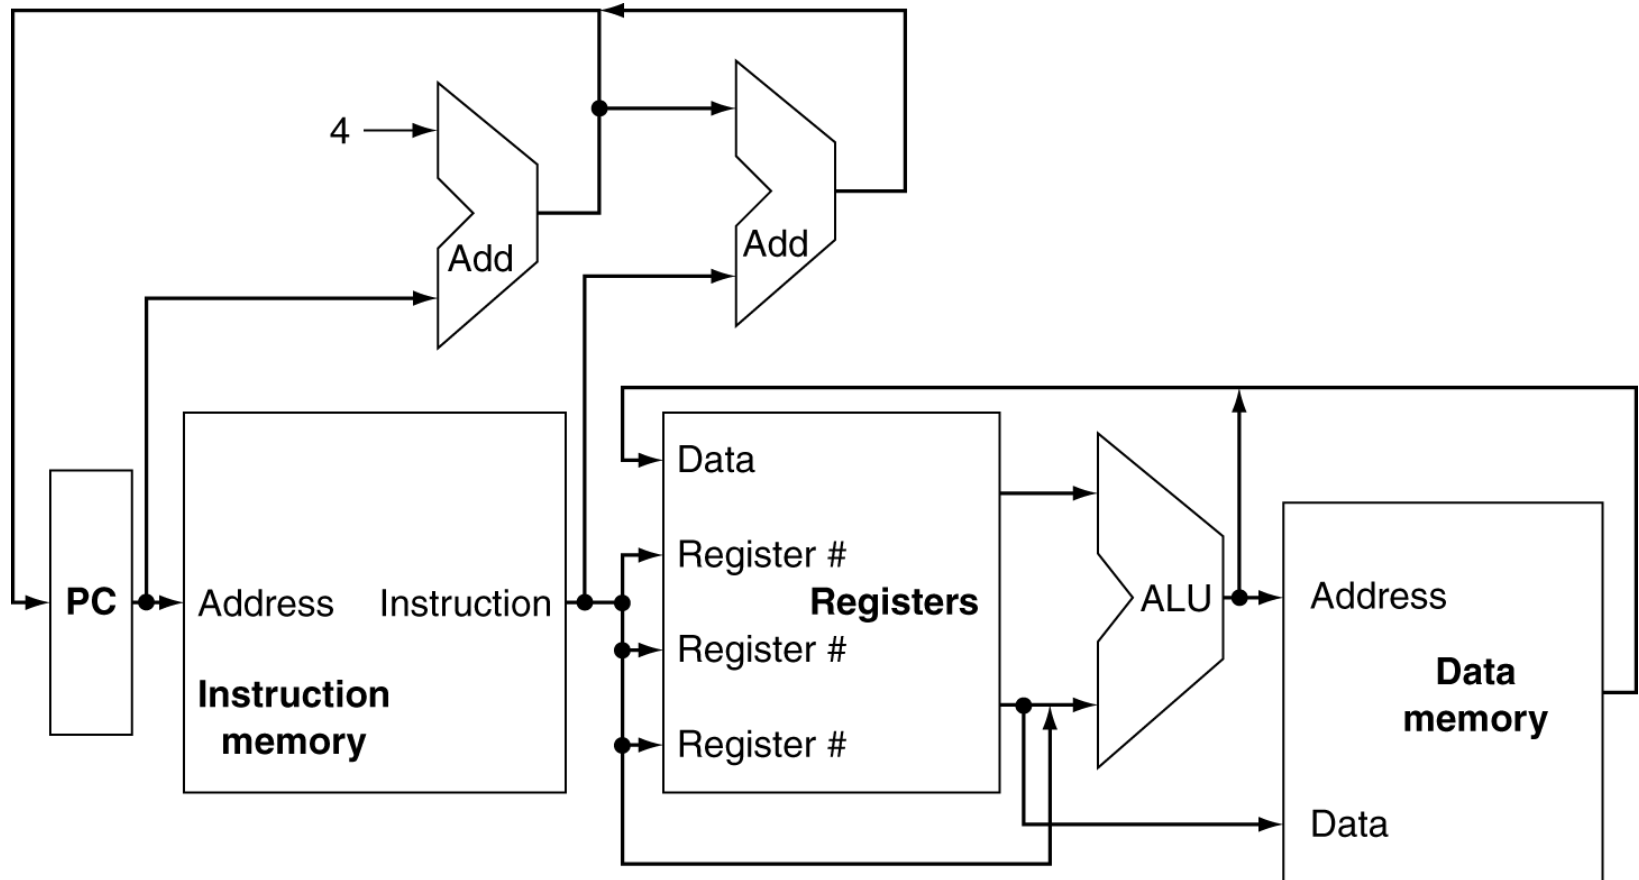 4
Add
Add
Data
Register #
Register #
Register #
Registers
PC
Address
Instruction
Instruction
memory
ALU
Address
Data
memory
Data